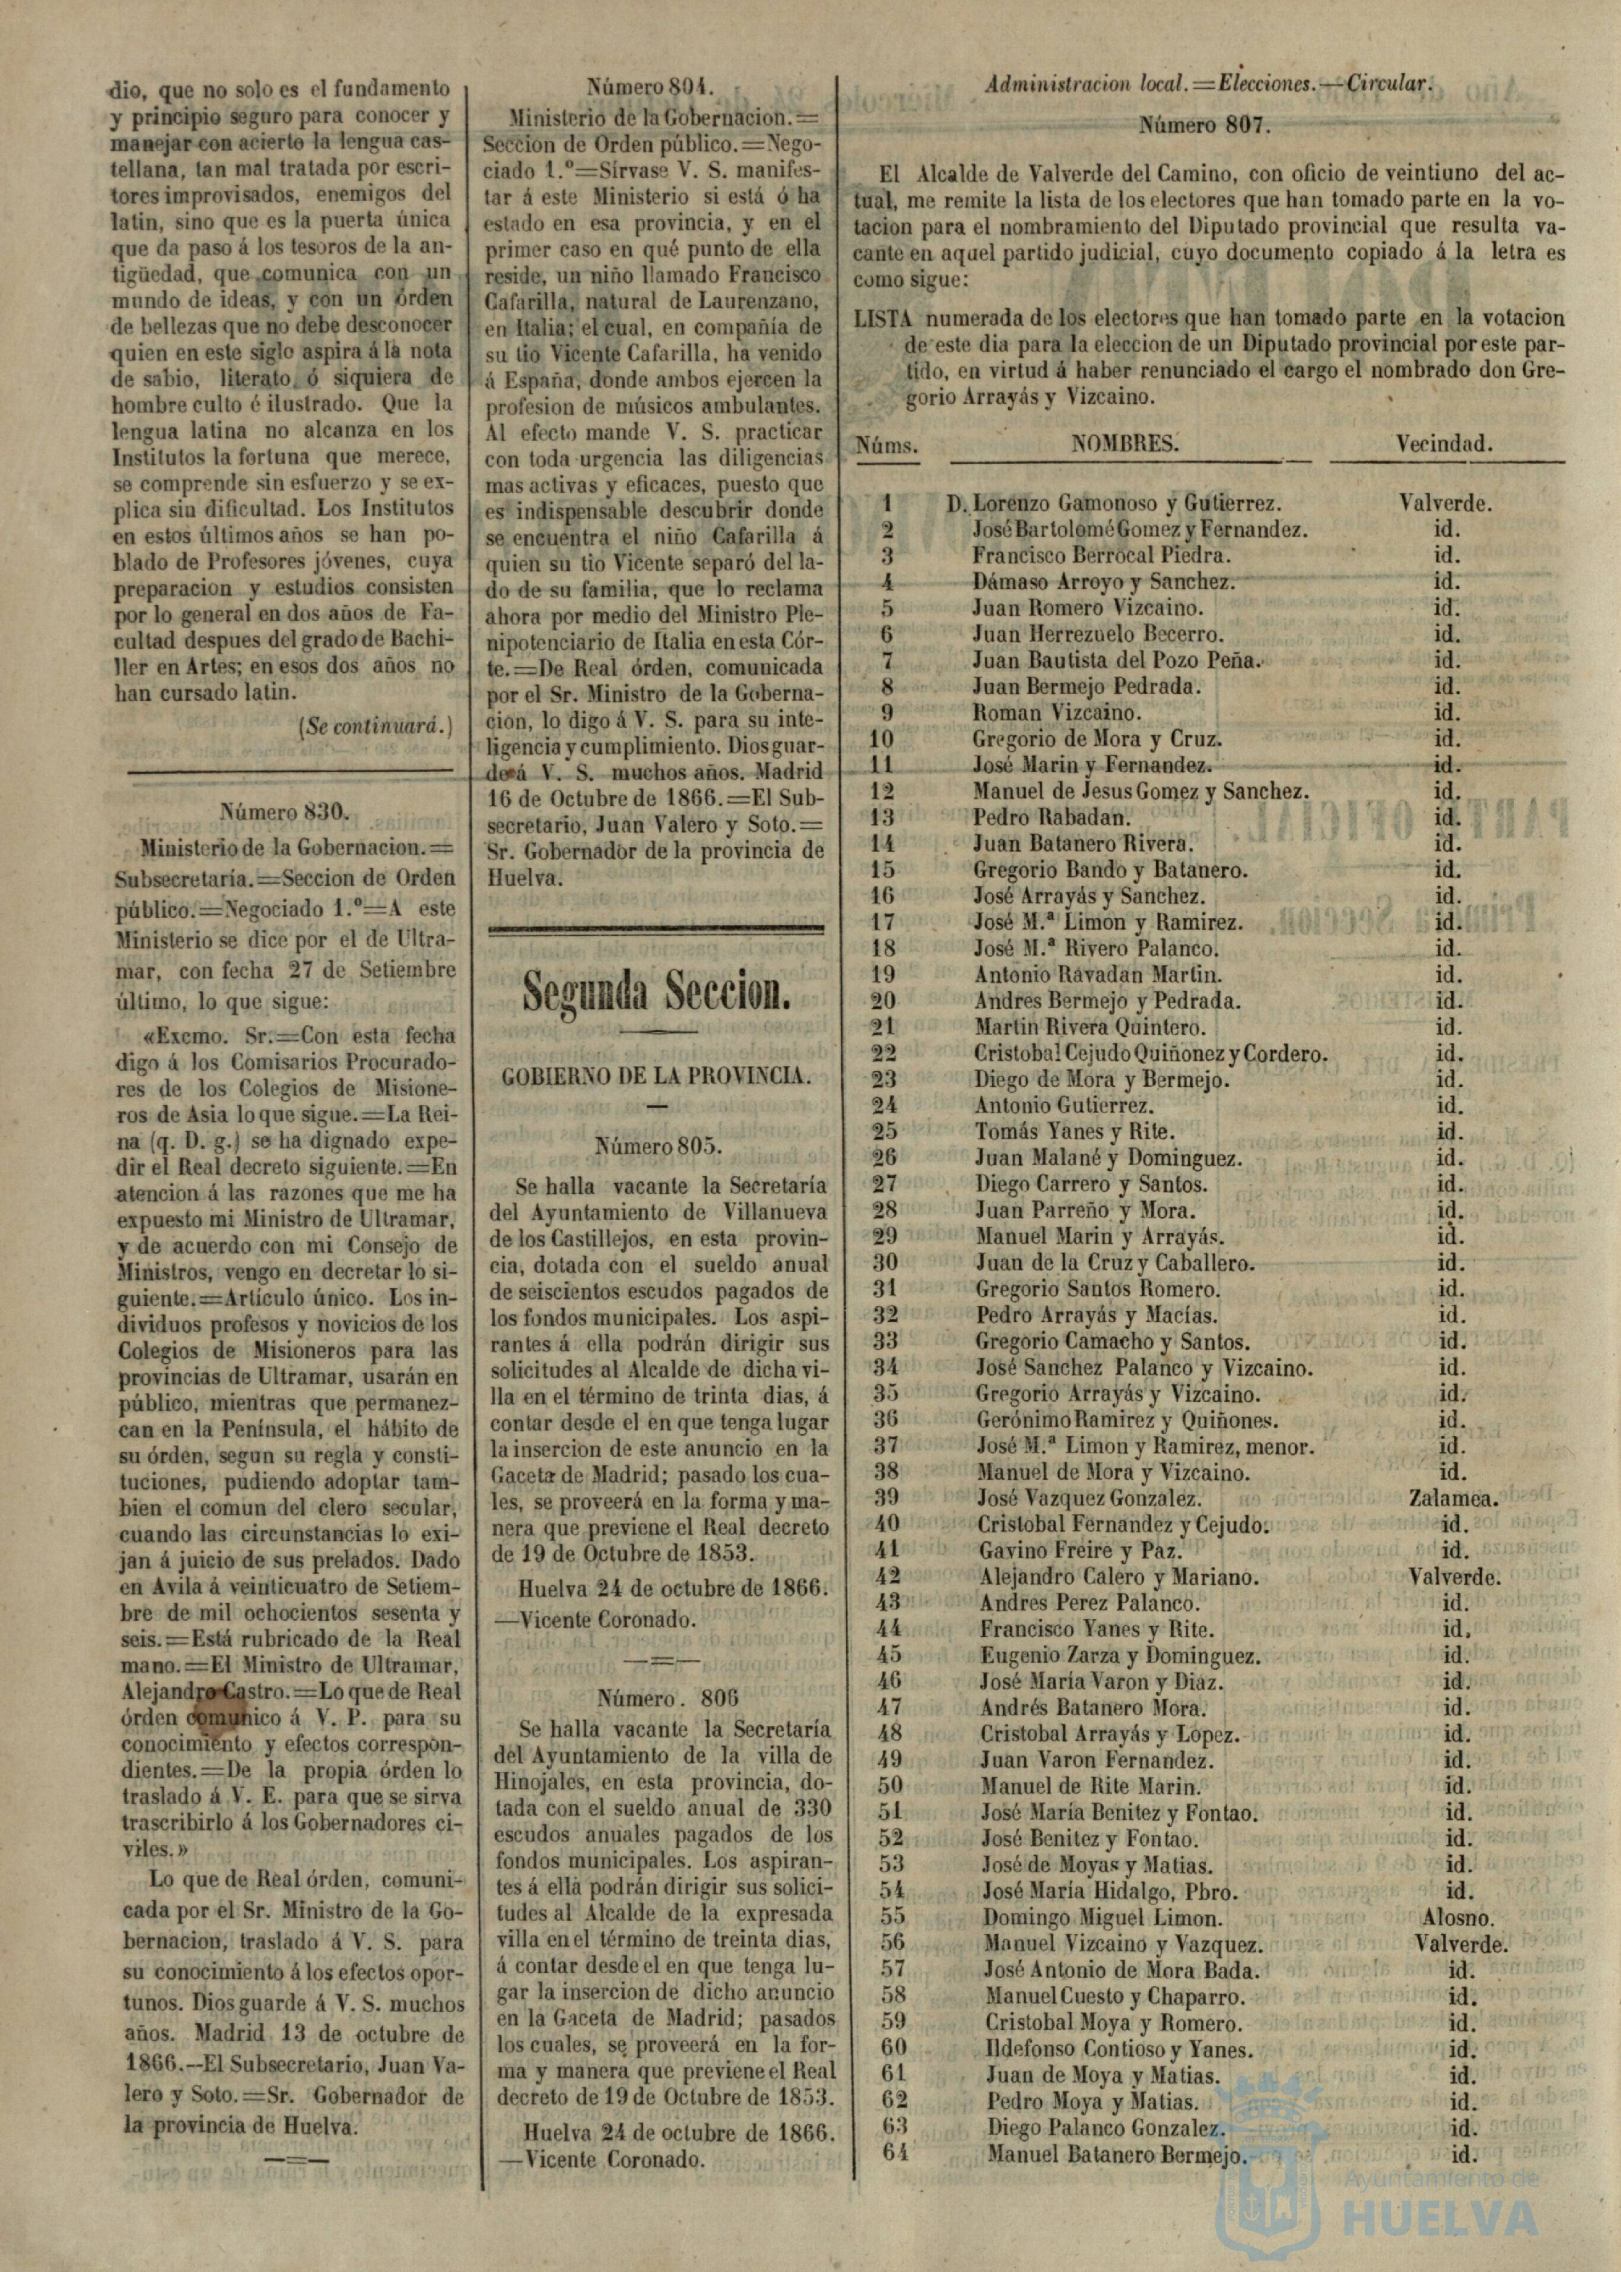 dio, que no solo es el fundamento
y principio seguro para conocer y
manejar con acierto la lengua cas-
tellana, tan mal tratada por escri-
tores improvisados, enemigos del
latin, sino que es la puerta única
que da paso á los tesoros de la an-
tigüedad, que comunica con un
mundo de ideas, y con un órden
de bellezas que no debe desconocer
quien en este siglo aspira á la nota
de sabio, literato, ó siquiera de
hombre culto é ilustrado. Que la
lengua latina no alcanza en los
Institutos la fortuna que merece,
se comprende sin esfuerzo y se ex-
plica sin dificultad. Los Institutos
en estos últimos años se han po-
blado de Profesores jóvenes, cuya
preparacion y estudios consisten
por lo general en dos años de Fa-
cultad despues del grado de Bachi-
ller en Artes; en esos dos años no
han cursado latin.
(Se continuará.)
Número 830.
Ministerio de la Gobernacion.=
Subsecretaría.=Seccion de Orden
público.=Negociado 1.º=A este
Ministerio se dice por el de Ultra-
mar, con fecha 27 de Setiembre
último, lo que sigue:
«Excmo. Sr.=Con esta fecha
digo á los Comisarios Procurado-
res de los Colegios de Misione-
ros de Asia lo que sigue.=La Rei-
na (q. D. g.) se ha dignado expe-
dir el Real decreto siguiente.=En
atencion á las razones que me ha
expuesto mi Ministro de Ultramar,
y de acuerdo con mi Consejo de
Ministros, vengo en decretar lo si-
guiente.=Artículo único. Los in-
dividuos profesos y novicios de los
Colegios de Misioneros para las
provincias de Ultramar, usarán en
público, mientras que permanez-
can en la Península, el hábito de
su órden, segun su regla y consti-
tuciones, pudiendo adoptar tam-
bien el comun del clero secular,
cuando las circunstancias lo exi-
jan á juicio de sus prelados. Dado
en Avila á veinticuatro de Setiem-
bre de mil ochocientos sesenta y
seis.=Está rubricado de la Real
mano.=El Ministro de Ultramar,
Alejandro Castro.=Lo que de Real
órden comunico á V. P. para su
conocimiento y efectos correspon-
dientes.=De la propia órden lo
traslado á V. E. para que se sirva
trascribirlo á los Gobernadores ci-
viles.»
Lo que de Real órden, comuni-
cada por el Sr. Ministro de la Go-
bernacion, traslado á V. S. para
su conocimiento á los efectos opor-
tunos. Dios guarde á V. S. muchos
años. Madrid 13 de octubre de
1866.--El Subsecretario, Juan Va-
lero y Soto.=Sr. Gobernador de
la provincia de Huelva.
Número 804.
Ministerio de la Gobernacion.=
Seccion de Orden público.=Nego-
ciado 1.º=Sírvase V. S. manifes-
tar á este Ministerio si está ó ha
estado en esa provincia, y en el
primer caso en qué punto de ella
reside, un niño llamado Francisco
Cafarilla, natural de Laurenzano,
en Italia; el cual, en compañía de
su tio Vicente Cafarilla, ha venido
á España, donde ambos ejercen la
profesion de músicos ambulantes.
Al efecto mande V. S. practicar
con toda urgencia las diligencias
mas activas y eficaces, puesto que
es indispensable descubrir donde
se encuentra el niño Cafarilla á
quien su tio Vicente separó del la-
do de su familia, que lo reclama
ahora por medio del Ministro Ple-
nipotenciario de Italia en esta Cór-
te.=De Real órden, comunicada
por el Sr. Ministro de la Goberna-
cion, lo digo á V. S. para su inte-
ligencia y cumplimiento. Dios guar-
de á V. S. muchos años. Madrid
16 de Octubre de 1866.=El Sub-
secretario, Juan Valero y Soto.=
Sr. Gobernador de la provincia de
Huelva.
Segunda Seccion.
GOBIERNO DE LA PROVINCIA.
Número 805.
Se halla vacante la Secretaría
del Ayuntamiento de Villanueva
de los Castillejos, en esta provin-
cia, dotada con el sueldo anual
de seiscientos escudos pagados de
los fondos municipales. Los aspi-
rantes á ella podrán dirigir sus
solicitudes al Alcalde de dicha vi-
lla en el término de trinta dias, á
contar desde el en que tenga lugar
la insercion de este anuncio en la
Gaceta de Madrid; pasado los cua-
les, se proveerá en la forma y ma-
nera que previene el Real decreto
de 19 de Octubre de 1853.
Huelva 24 de octubre de 1866.
—Vicente Coronado.
Número. 806
Se halla vacante la Secretaría
del Ayuntamiento de la villa de
Hinojales, en esta provincia, do-
tada con el sueldo anual de 330
escudos anuales pagados de los
fondos municipales. Los aspiran-
tes á ella podrán dirigir sus solici-
tudes al Alcalde de la expresada
villa en el término de treinta dias,
á contar desde el en que tenga lu-
gar la insercion de dicho anuncio
en la Gaceta de Madrid; pasados
los cuales, se proveerá en la for-
ma y manera que previene el Real
decreto de 19 de Octubre de 1853.
Huelva 24 de octubre de 1866.
—Vicente Coronado.
Administracion local.=Elecciones.—Circular.
Número 807.
El Alcalde de Valverde del Camino, con oficio de veintiuno del ac-
tual, me remite la lista de los electores que han tomado parte en la vo-
tacion para el nombramiento del Diputado provincial que resulta va-
cante en aquel partido judicial, cuyo documento copiado á la letra es
como sigue:
LISTA numerada de los electores que han tomado parte en la votacion
de este dia para la eleccion de un Diputado provincial por este par-
tido, en virtud á haber renunciado el cargo el nombrado don Gre-
gorio Arrayás y Vizcaino.
Núms. NOMBRES. Vecindad.
1 D. Lorenzo Gamonoso y Gutierrez. Valverde.
2 José Bartolomé Gomez y Fernandez. id.
3 Francisco Berrocal Piedra. id.
4 Dámaso Arroyo y Sanchez. id.
5 Juan Romero Vizcaino. id.
6 Juan Herrezuelo Becerro. id.
7 Juan Bautista del Pozo Peña. id.
8 Juan Bermejo Pedrada. id.
9 Roman Vizcaino. id.
10 Gregorio de Mora y Cruz. id.
11 José Marin y Fernandez. id.
12 Manuel de Jesus Gomez y Sanchez. id.
13 Pedro Rabadan. id.
14 Juan Batanero Rivera. id.
15 Gregorio Bando y Batanero. id.
16 José Arrayás y Sanchez. id.
17 José M.ª Limon y Ramirez. id.
18 José M.ª Rivero Palanco. id.
19 Antonio Ravadan Martin. id.
20 Andres Bermejo y Pedrada. id.
21 Martin Rivera Quintero. id.
22 Cristobal Cejudo Quiñonez y Cordero. id.
23 Diego de Mora y Bermejo. id.
24 Antonio Gutierrez. id.
25 Tomás Yanes y Rite. id.
26 Juan Malané y Dominguez. id.
27 Diego Carrero y Santos. id.
28 Juan Parreño y Mora. id.
29 Manuel Marin y Arrayás. id.
30 Juan de la Cruz y Caballero. id.
31 Gregorio Santos Romero. id.
32 Pedro Arrayás y Macías. id.
33 Gregorio Camacho y Santos. id.
34 José Sanchez Palanco y Vizcaino. id.
35 Gregorio Arrayás y Vizcaino. id.
36 Gerónimo Ramirez y Quiñones. id.
37 José M.ª Limon y Ramirez, menor. id.
38 Manuel de Mora y Vizcaino. id.
39 José Vazquez Gonzalez. Zalamea.
40 Cristobal Fernandez y Cejudo. id.
41 Gavino Freire y Paz. id.
42 Alejandro Calero y Mariano. Valverde.
43 Andres Perez Palanco. id.
44 Francisco Yanes y Rite. id.
45 Eugenio Zarza y Dominguez. id.
46 José María Varon y Diaz. id.
47 Andrés Batanero Mora. id.
48 Cristobal Arrayás y Lopez. id.
49 Juan Varon Fernandez. id.
50 Manuel de Rite Marin. id.
51 José María Benitez y Fontao. id.
52 José Benitez y Fontao. id.
53 José de Moyas y Matias. id.
54 José María Hidalgo, Pbro. id.
55 Domingo Miguel Limon. Alosno.
56 Manuel Vizcaino y Vazquez. Valverde.
57 José Antonio de Mora Bada. id.
58 Manuel Cuesto y Chaparro. id.
59 Cristobal Moya y Romero. id.
60 Ildefonso Contioso y Yanes. id.
61 Juan de Moya y Matias. id.
62 Pedro Moya y Matias. id.
63 Diego Palanco Gonzalez. id.
64 Manuel Batanero Bermejo. id.
Ayuntamiento de
HUELVA